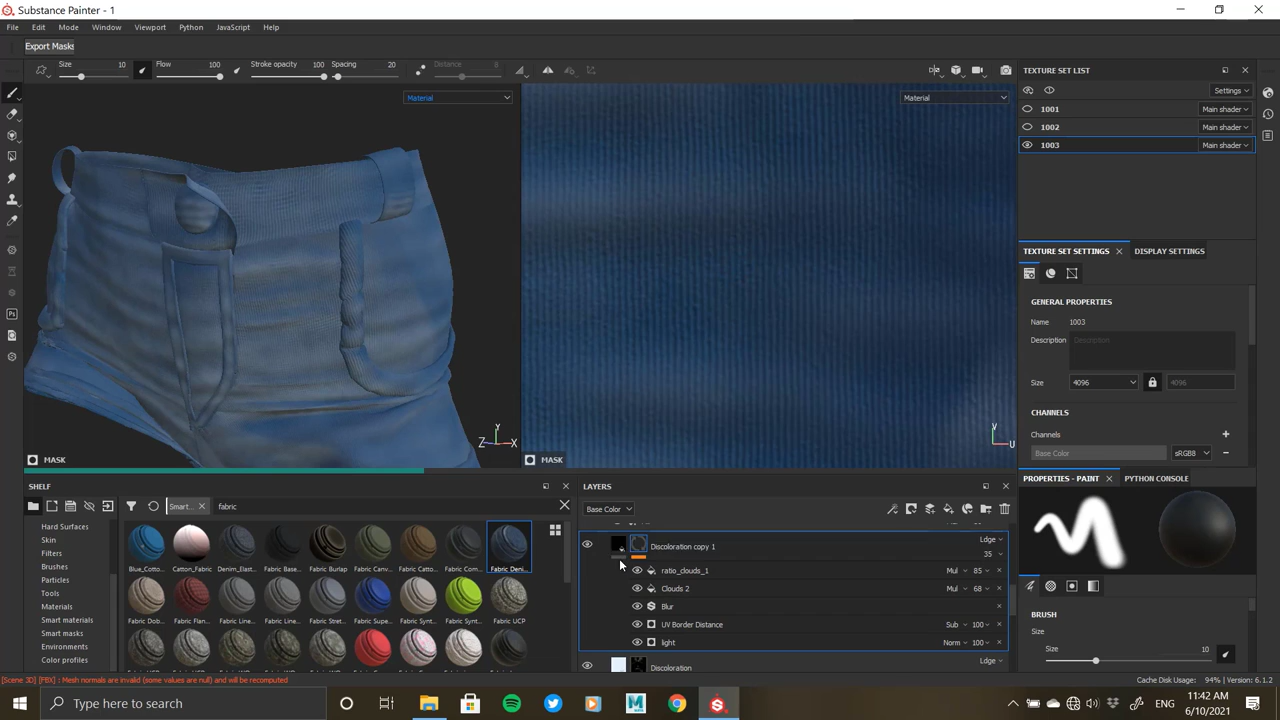 Substance Painter - 1
File Edit Mode Window Viewport Python JavaScript Help
Export Masks
Size 10 Flow 100 Stroke opacity 100 Spacing 20 Distance 8
Material
Material
Z X
Y
V
U
MASK
MASK
TEXTURE SET LIST
Settings
1001 Main shader
1002 Main shader
1003 Main shader
TEXTURE SET SETTINGS DISPLAY SETTINGS
GENERAL PROPERTIES
Name 1003
Description Description
Size 4096 4096
CHANNELS
Channels
Base Color sRGB8
SHELF
Smart... fabric
Hard Surfaces
Skin
Filters
Brushes
Particles
Tools
Materials
Smart materials
Smart masks
Environments
Color profiles
Blue_Cotto... Catton_Fabric Denim_Elast... Fabric Base... Fabric Burlap Fabric Canv... Fabric Com... Fabric Deni...
Fabric Dob... Fabric Flan... Fabric Line... Fabric Linen... Fabric Stret... Fabric Supe... Fabric Synt... Fabric UCP
LAYERS
Base Color
Discoloration copy 1 Ldge
35
ratio_clouds_1 Mul 85
Clouds 2 Mul 68
Blur
UV Border Distance Sub 100
light Norm 100
Discoloration Ldge
PROPERTIES - PAINT PYTHON CONSOLE
BRUSH
Size
Size 10
[Scene 3D] [FBX] : Mesh normals are invalid (some values are null) and will be recomputed
Cache Disk Usage: 94% | Version: 6.1.2
Type here to search
ENG
11:42 AM
6/10/2021